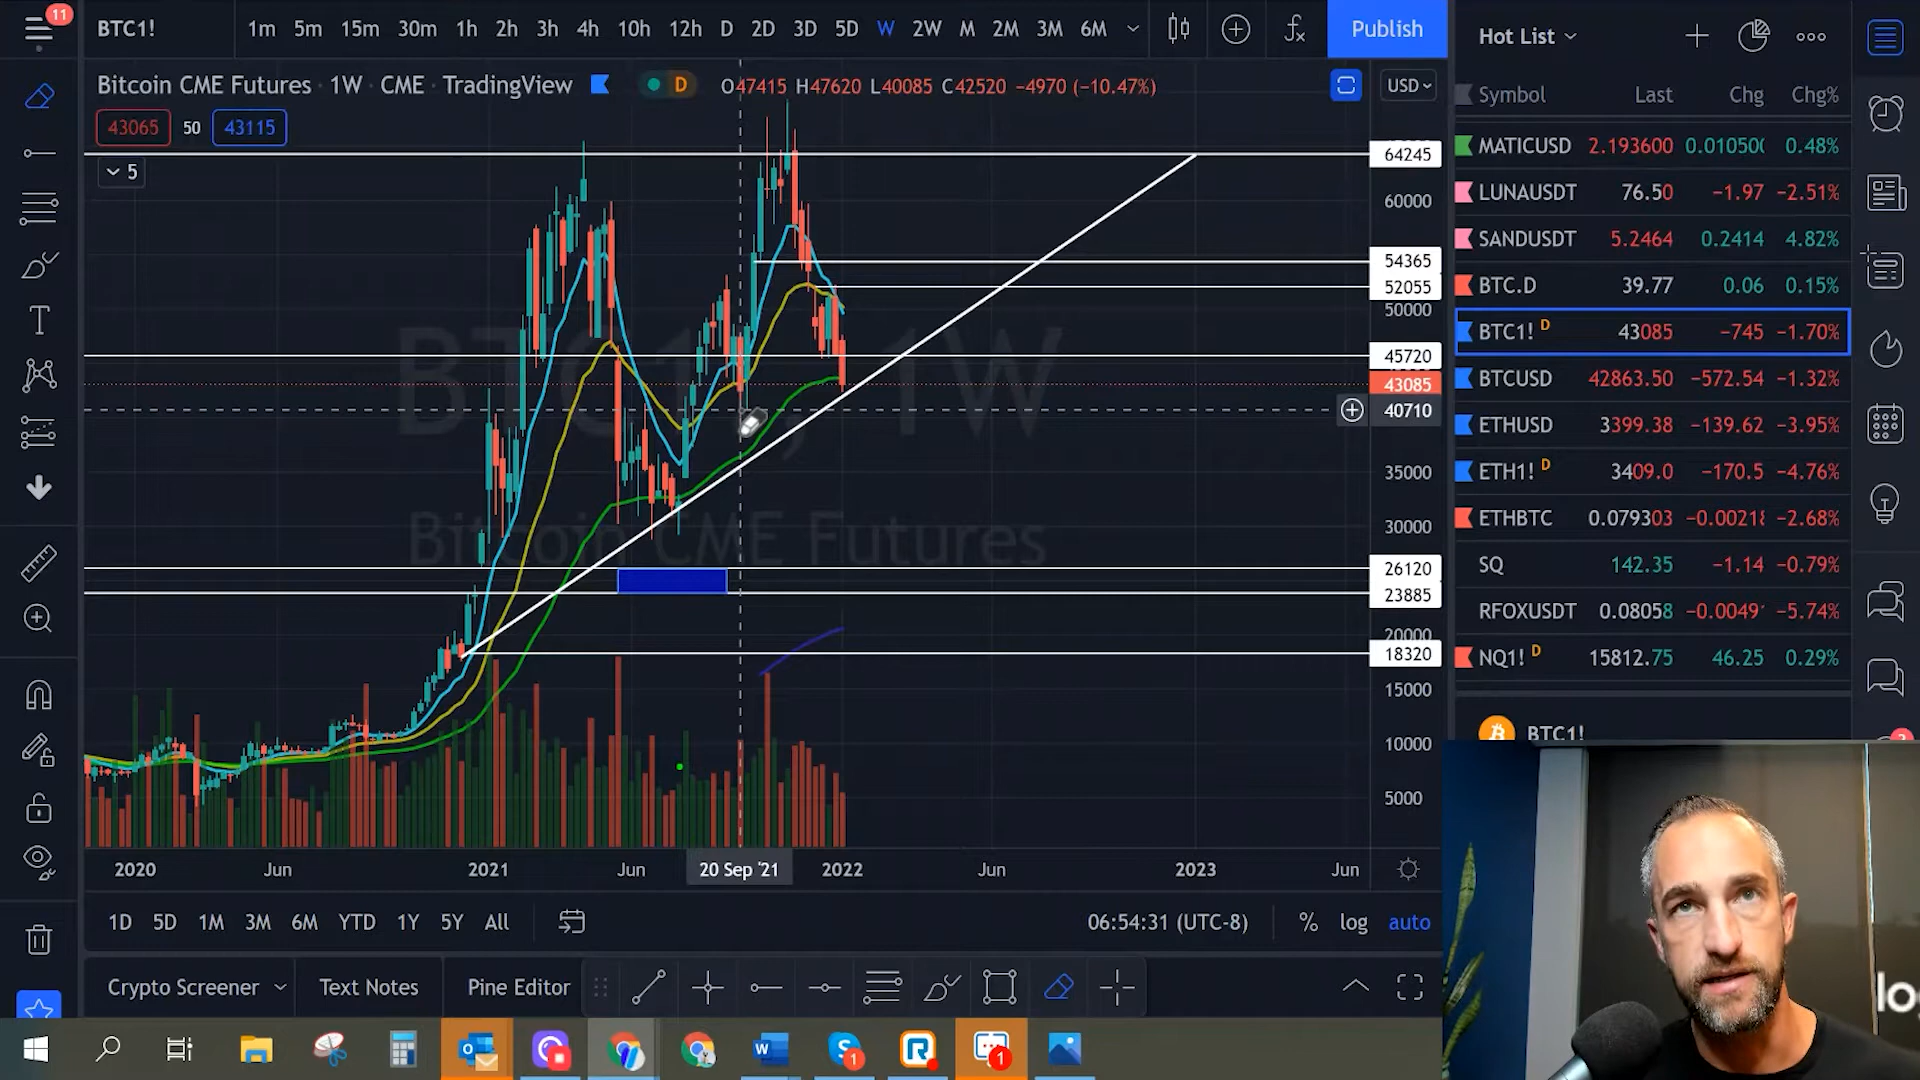 11
BTC1!
1m 5m 15m 30m 1h 2h 3h 4h 10h 12h D 2D 3D 5D W 2W M 2M 3M 6M
Publish
Hot List
Bitcoin CME Futures · 1W · CME · TradingView
D
O47415 H47620 L40085 C42520 −4970 (−10.47%)
USD
43065 50 43115
5
Symbol Last Chg Chg%
MATICUSD 2.193600 0.48%
LUNAUSDT 76.50 −1.97 −2.51%
SANDUSDT 5.2464 0.2414 4.82%
BTC.D 39.77 0.06 0.15%
BTC1! D 43085 −745 −1.70%
BTCUSD 42863.50 −572.54 −1.32%
ETHUSD 3399.38 −139.62 −3.95%
ETH1! D 3409.0 −170.5 −4.76%
ETHBTC 0.079303 −2.68%
SQ 142.35 −1.14 −0.79%
RFOXUSDT 0.08058 −5.74%
NQ1! D 15812.75 46.25 0.29%
BTC1!
64245
60000
54365
52055
50000
45720
43085
40710
35000
30000
26120
23885
20000
18320
15000
10000
5000
BTC1!, 1W
Bitcoin CME Futures
2020 Jun 2021 Jun 20 Sep '21 2022 Jun 2023 Jun
1D 5D 1M 3M 6M YTD 1Y 5Y All
06:54:31 (UTC-8) % log auto
Crypto Screener Text Notes Pine Editor
lo
1
1